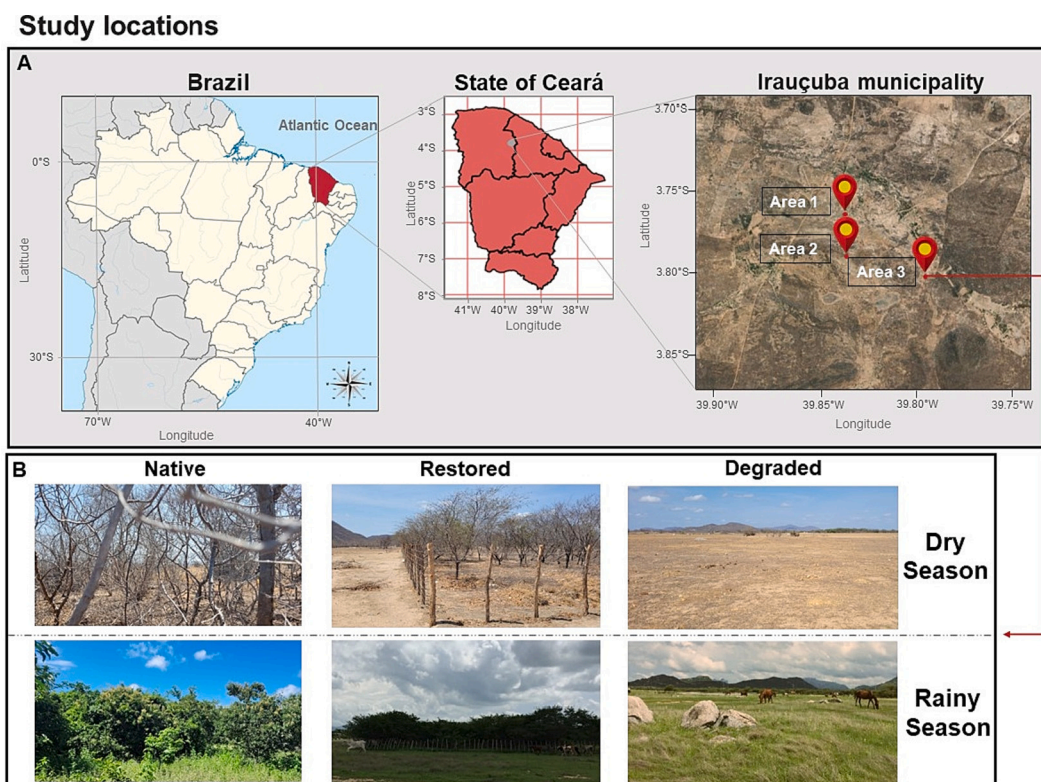 Study locations
A
Brazil
State of Ceará
Irauçuba municipality
Atlantic Ocean
0°S
30°S
Latitude
70°W
40°W
Longitude
3°S
4°S
5°S
6°S
7°S
8°S
Latitude
41°W
40°W
39°W
38°W
Longitude
3.70°S
3.75°S
3.80°S
3.85°S
Latitude
Area 1
Area 2
Area 3
39.90°W
39.85°W
39.80°W
39.75°W
Longitude
B
Native
Restored
Degraded
Dry
Season
Rainy
Season